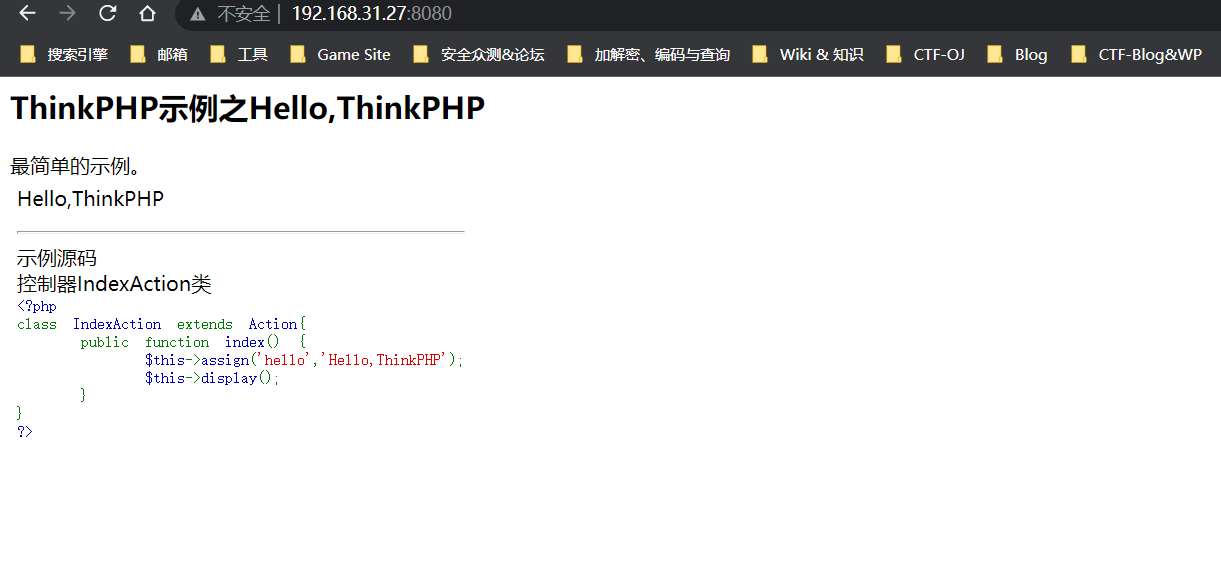 不安全 | 192.168.31.27:8080
搜索引擎 邮箱 工具 Game Site 安全众测&论坛 加解密、编码与查询 Wiki & 知识 CTF-OJ Blog CTF-Blog&WP
ThinkPHP示例之Hello,ThinkPHP
最简单的示例。
Hello,ThinkPHP
示例源码
控制器IndexAction类
<?php
class IndexAction extends Action{
public function index() {
$this->assign('hello','Hello,ThinkPHP');
$this->display();
}
}
?>